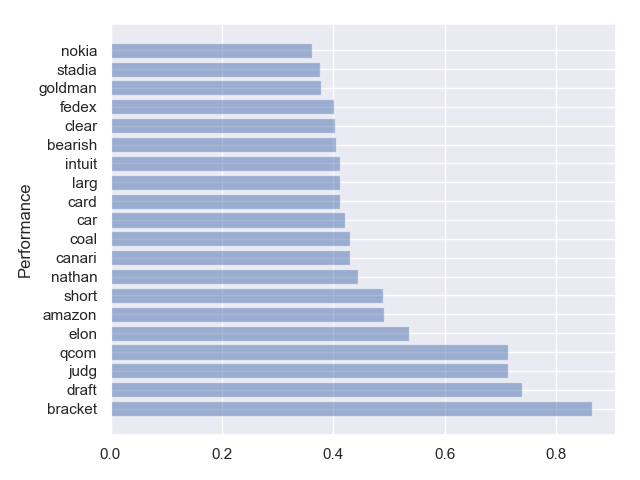 nokia
stadia
goldman
fedex
clear
bearish
intuit
larg
card
car
coal
canari
nathan
short
amazon
elon
qcom
judg
draft
bracket
Performance
0.0 0.2 0.4 0.6 0.8